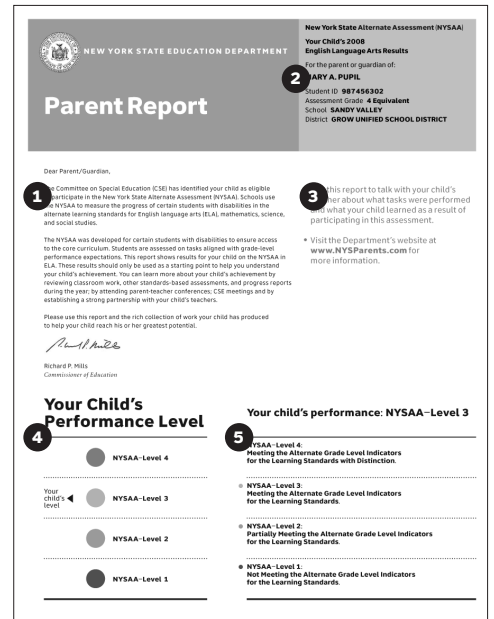 New York State Alternate Assessment (NYSAA)
Your Child's 2008
English Language Arts Results
NEW YORK STATE EDUCATION DEPARTMENT
For the parent or guardian of:
2
ARY A. PUPIL
Student ID 987456302
Assessment Grade 4 Equivalent
School SANDY VALLEY
District GROW UNIFIED SCHOOL DISTRICT
Parent Report
Dear Parent/Guardian,
1
Committee on Special Education (CSE) has identified your child as eligible
participate in the New York State Alternate Assessment (NYSAA). Schools use
NYSAA to measure the progress of certain students with disabilities in the
alternate learning standards for English language arts (ELA), mathematics, science,
and social studies.
The NYSAA was developed for certain students with disabilities to ensure access
to the core curriculum. Students are assessed on tasks aligned with grade-level
performance expectations. This report shows results for your child on the NYSAA in
ELA. These results should only be used as a starting point to help you understand
your child's achievement. You can learn more about your child's achievement by
reviewing classroom work, other standards-based assessments, and progress reports
during the year; by attending parent-teacher conferences; CSE meetings and by
establishing a strong partnership with your child's teachers.
Please use this report and the rich collection of work your child has produced
to help your child reach his or her greatest potential.
Richard P. Mills
Commissioner of Education
3
this report to talk with your child's
her about what tasks were performed
and what your child learned as a result of
participating in this assessment.
• Visit the Department's website at
www.NYSParents.com for
more information.
Your Child's
Performance Level
4
NYSAA–Level 4
Your
child's
level
NYSAA–Level 3
NYSAA–Level 2
NYSAA–Level 1
Your child's performance: NYSAA–Level 3
5
NYSAA–Level 4:
Meeting the Alternate Grade Level Indicators
for the Learning Standards with Distinction.
NYSAA–Level 3:
Meeting the Alternate Grade Level Indicators
for the Learning Standards.
NYSAA–Level 2:
Partially Meeting the Alternate Grade Level Indicators
for the Learning Standards.
NYSAA–Level 1:
Not Meeting the Alternate Grade Level Indicators
for the Learning Standards.